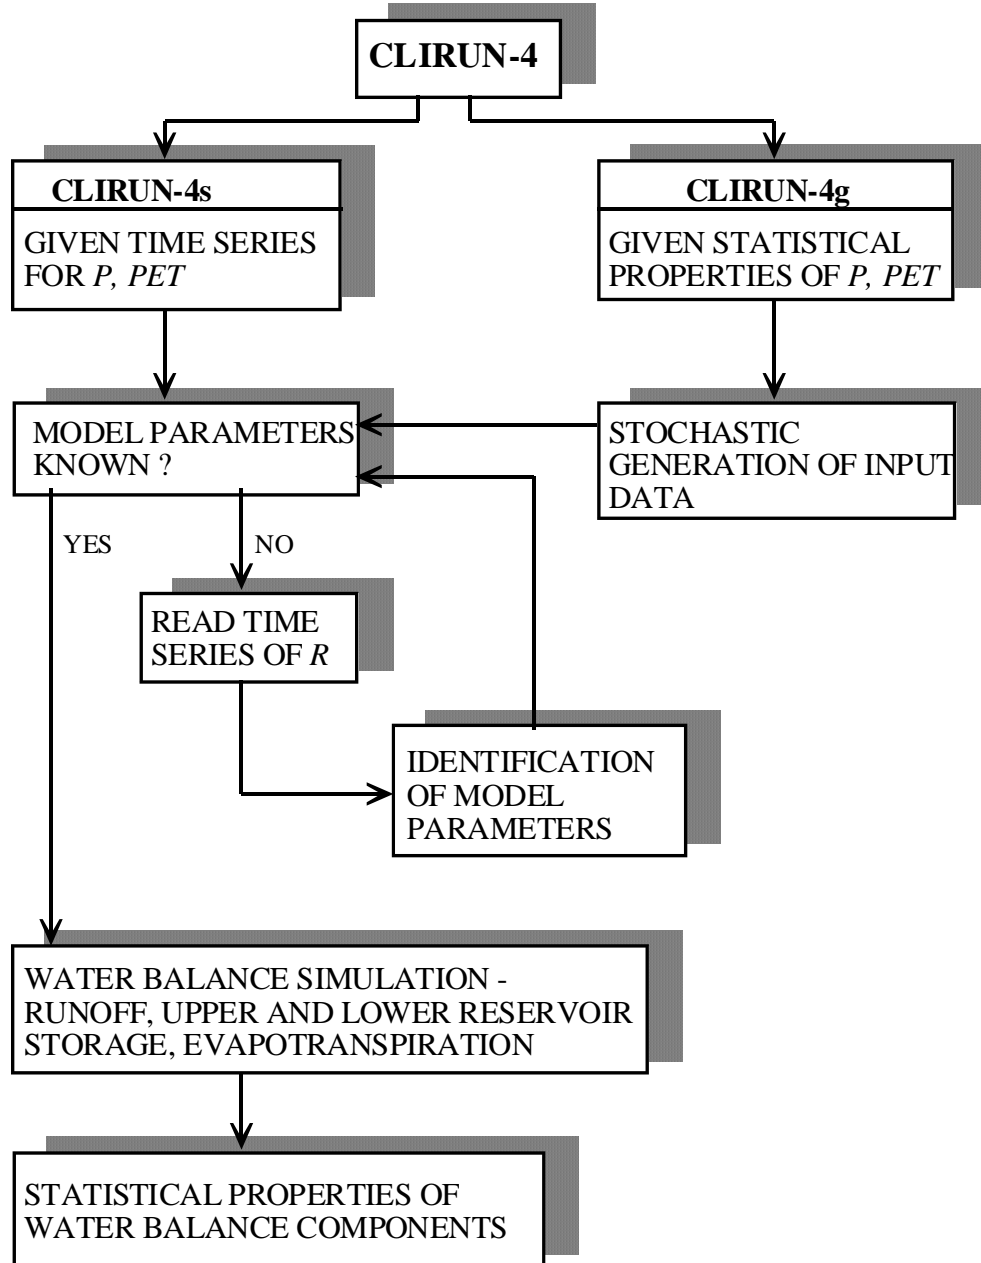 CLIRUN-4
CLIRUN-4s
GIVEN TIME SERIES
FOR P, PET
CLIRUN-4g
GIVEN STATISTICAL
PROPERTIES OF P, PET
MODEL PARAMETERS
KNOWN ?
STOCHASTIC
GENERATION OF INPUT
DATA
YES
NO
READ TIME
SERIES OF R
IDENTIFICATION
OF MODEL
PARAMETERS
WATER BALANCE SIMULATION -
RUNOFF, UPPER AND LOWER RESERVOIR
STORAGE, EVAPOTRANSPIRATION
STATISTICAL PROPERTIES OF
WATER BALANCE COMPONENTS